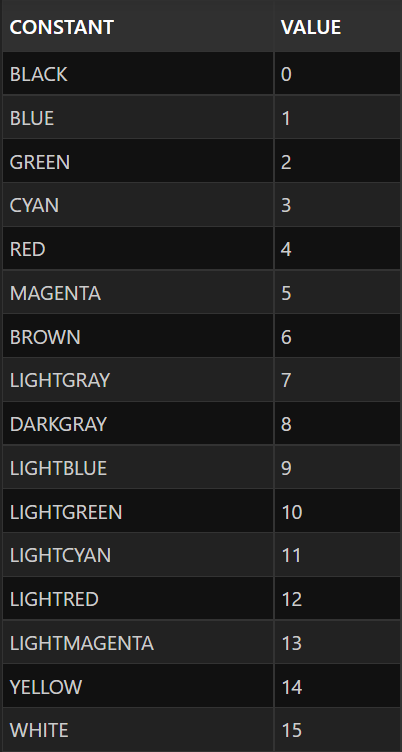 CONSTANT VALUE
BLACK 0
BLUE 1
GREEN 2
CYAN 3
RED 4
MAGENTA 5
BROWN 6
LIGHTGRAY 7
DARKGRAY 8
LIGHTBLUE 9
LIGHTGREEN 10
LIGHTCYAN 11
LIGHTRED 12
LIGHTMAGENTA 13
YELLOW 14
WHITE 15